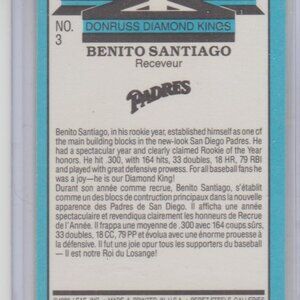 DONRUSS DIAMOND KINGS
NO.
3
BENITO SANTIAGO
Receveur
PADRES
Benito Santiago, in his rookie year, established himself as one of
the main building blocks in the new-look San Diego Padres. He
had a spectacular year and clearly claimed Rookie of the Year
honors. He hit .300, with 164 hits, 33 doubles, 18 HR, 79 RBI
and played with great defensive prowess. For all baseball fans he
was a joy—he is our Diamond King!
Durant son année comme recrue, Benito Santiago, s'établit
comme un des blocs de contruction principaux dans la nouvelle
apparence des Padres de San Diego. Il afficha une année
spectaculaire et revendiqua clairement les honneurs de Recrue
de l'Année. Il frappa une moyenne de .300 avec 164 coups sûrs,
33 doubles, 18 CC, 79 PP et évolua avec une énorme prouesse à
la défensive. Il fut une joie opur tous les supporters du baseball
— il est notre Roi du Losange!